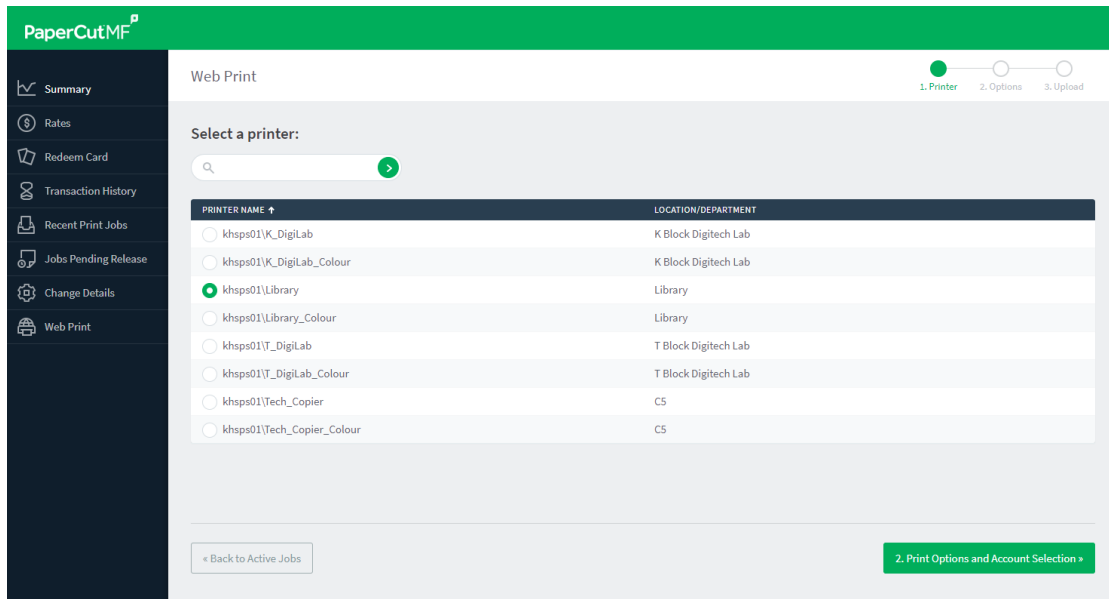 PaperCut MF
Summary
Rates
Redeem Card
Transaction History
Recent Print Jobs
Jobs Pending Release
Change Details
Web Print
Web Print
1. Printer 2. Options 3. Upload
Select a printer:
PRINTER NAME LOCATION/DEPARTMENT
khsps01\K_DigiLab K Block Digitech Lab
khsps01\K_DigiLab_Colour K Block Digitech Lab
khsps01\Library Library
khsps01\Library_Colour Library
khsps01\T_DigiLab T Block Digitech Lab
khsps01\T_DigiLab_Colour T Block Digitech Lab
khsps01\Tech_Copier C5
khsps01\Tech_Copier_Colour C5
« Back to Active Jobs 2. Print Options and Account Selection »